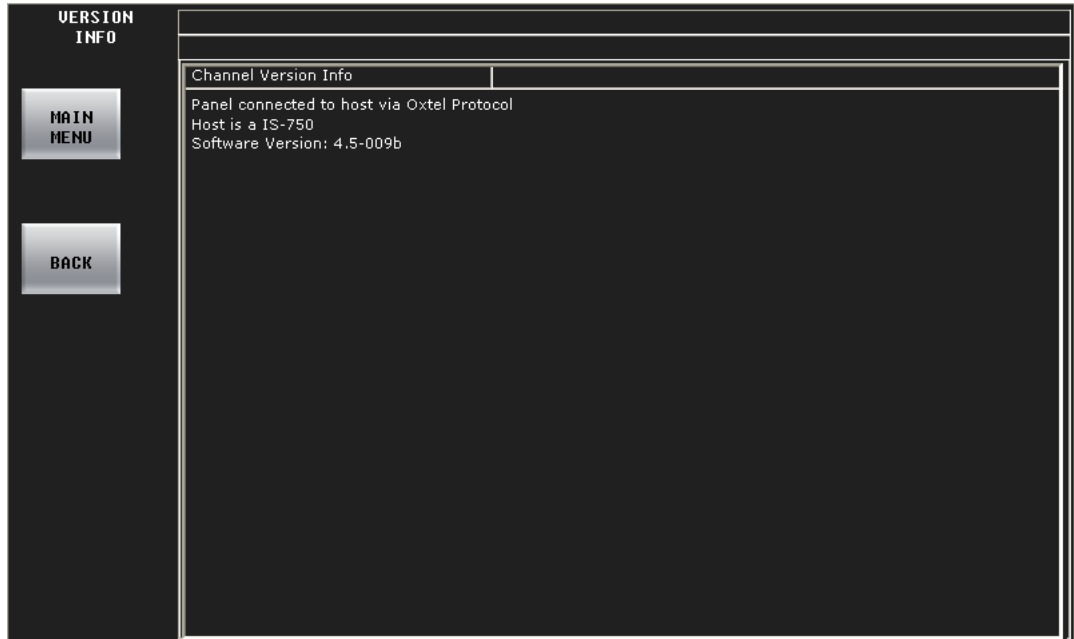 VERSION
INFO
Channel Version Info
MAIN
MENU
Panel connected to host via Oxtel Protocol
Host is a IS-750
Software Version: 4.5-009b
BACK